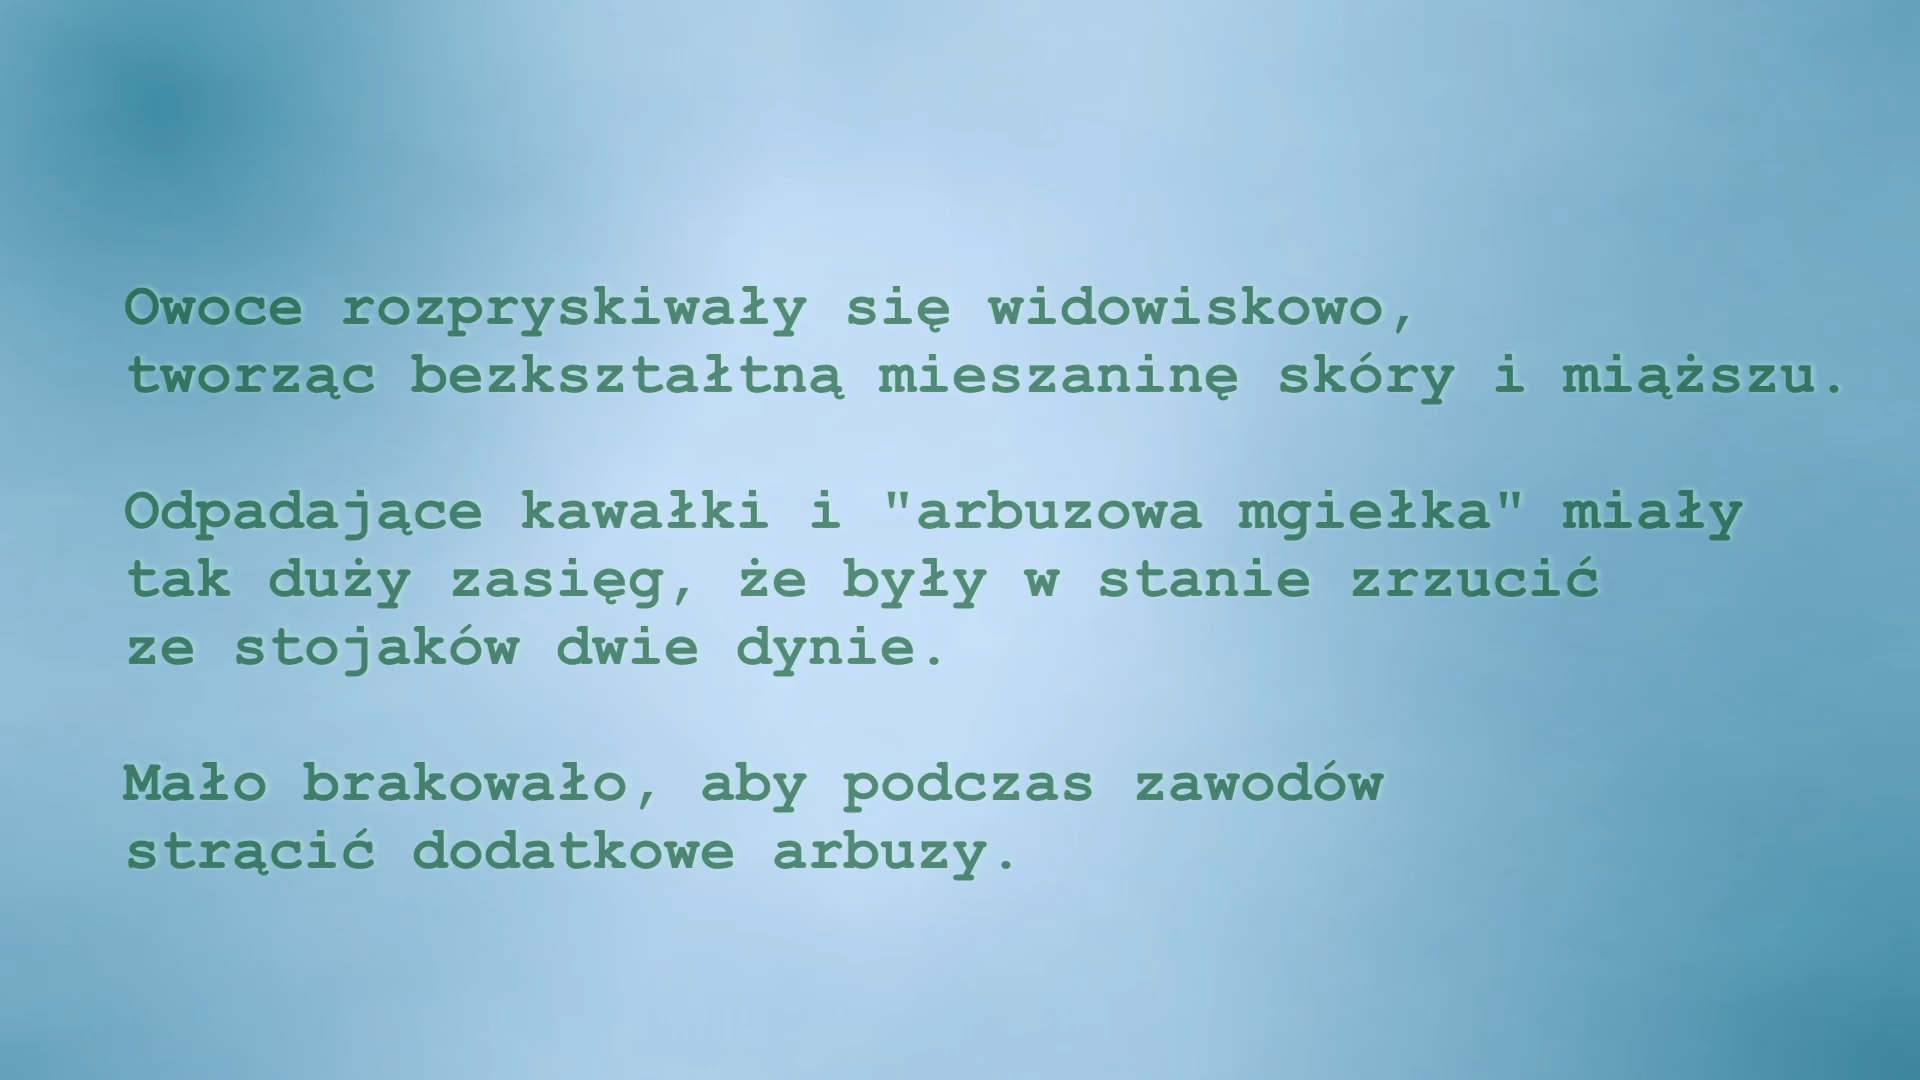 Owoce rozpryskiwały się widowiskowo,
tworząc bezkształtną mieszaninę skóry i miąższu.
Odpadające kawałki i "arbuzowa mgiełka" miały
tak duży zasięg, że były w stanie zrzucić
ze stojaków dwie dynie.
Mało brakowało, aby podczas zawodów
strącić dodatkowe arbuzy.